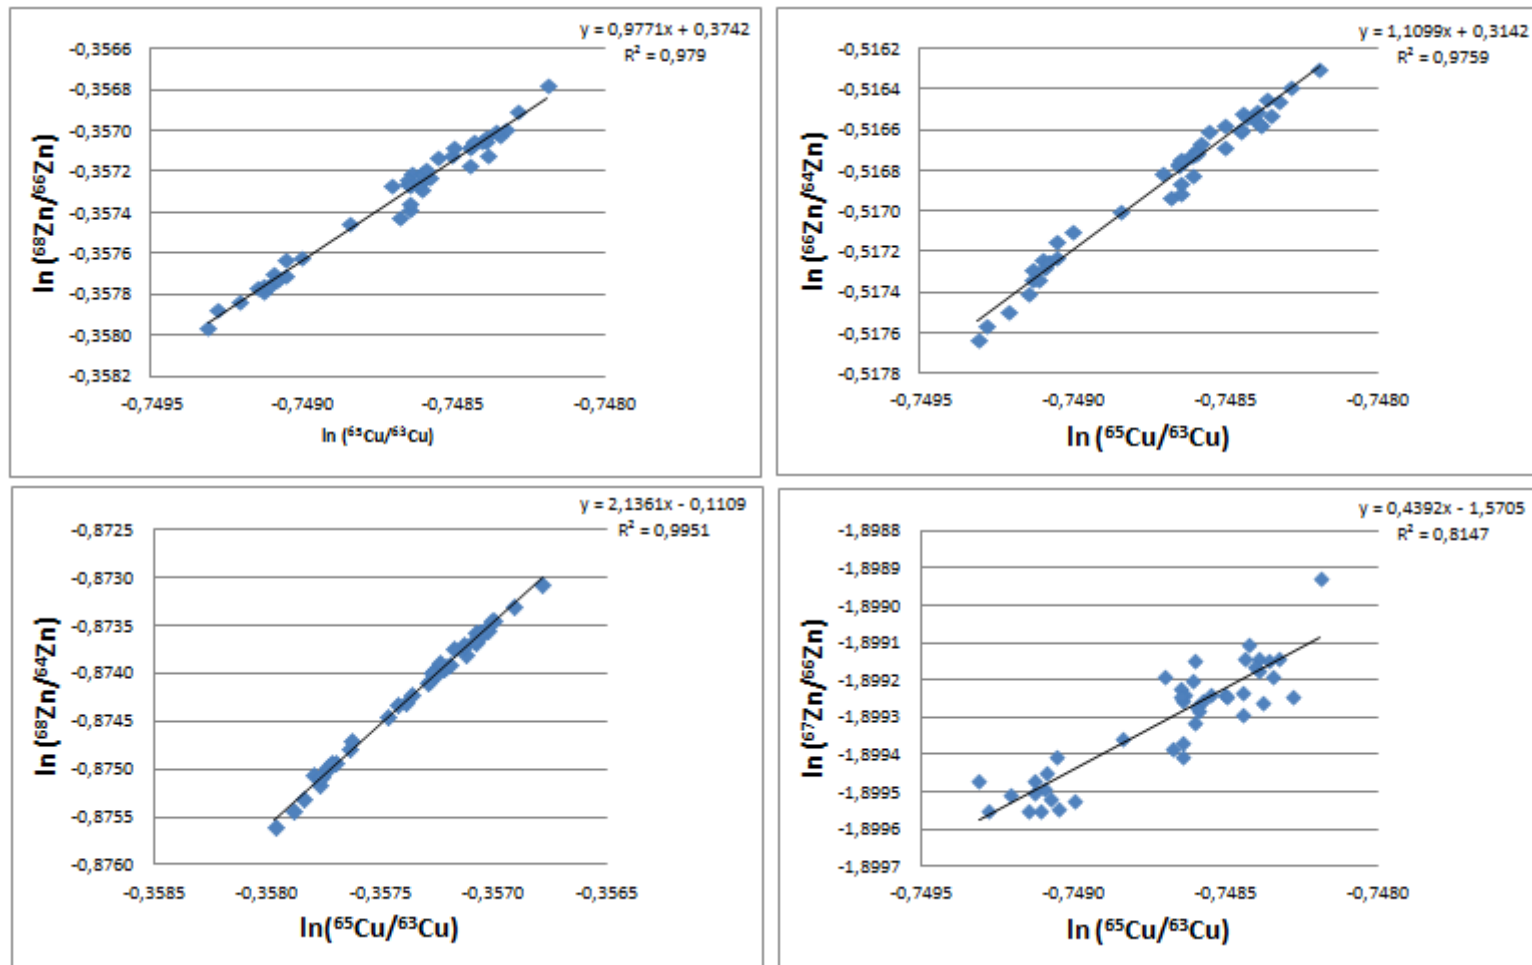 y = 0,9771x + 0,3742
R² = 0,979
-0,3566
-0,3568
-0,3570
-0,3572
-0,3574
-0,3576
-0,3578
-0,3580
-0,3582
ln (⁶⁸Zn/⁶⁶Zn)
-0,7495 -0,7490 -0,7485 -0,7480
ln (⁶⁵Cu/⁶³Cu)
y = 1,1099x + 0,3142
R² = 0,9759
-0,5162
-0,5164
-0,5166
-0,5168
-0,5170
-0,5172
-0,5174
-0,5176
-0,5178
ln (⁶⁶Zn/⁶⁴Zn)
-0,7495 -0,7490 -0,7485 -0,7480
ln (⁶⁵Cu/⁶³Cu)
y = 2,1361x - 0,1109
R² = 0,9951
-0,8725
-0,8730
-0,8735
-0,8740
-0,8745
-0,8750
-0,8755
-0,8760
ln (⁶⁸Zn/⁶⁴Zn)
-0,3585 -0,3580 -0,3575 -0,3570 -0,3565
ln(⁶⁵Cu/⁶³Cu)
y = 0,4392x - 1,5705
R² = 0,8147
-1,8988
-1,8989
-1,8990
-1,8991
-1,8992
-1,8993
-1,8994
-1,8995
-1,8996
-1,8997
ln (⁶⁷Zn/⁶⁶Zn)
-0,7495 -0,7490 -0,7485 -0,7480
ln (⁶⁵Cu/⁶³Cu)